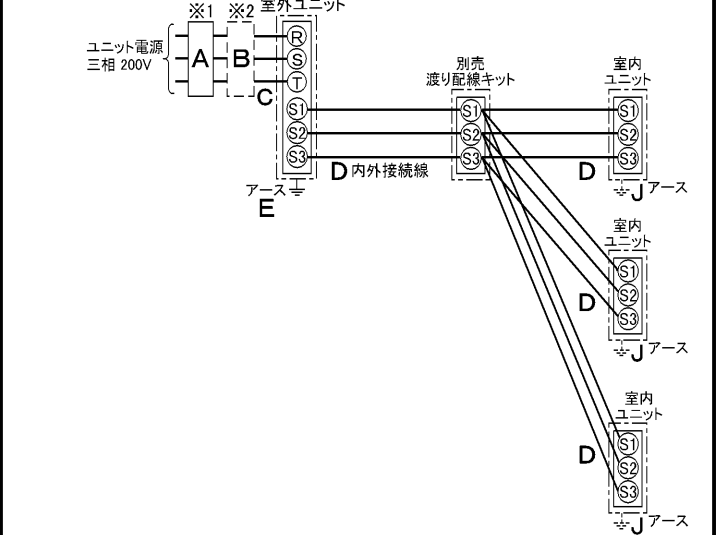 ※1 ※2 室外ユニット
ユニット電源
三相 200V
A
B
R
S
T
C
S1
S2
S3
アース
E
D 内外接続線
別売
渡り配線キット
S1
S2
S3
室内
ユニット
S1
S2
S3
D
J アース
室内
ユニット
S1
S2
S3
D
J アース
室内
ユニット
S1
S2
S3
D
J アース